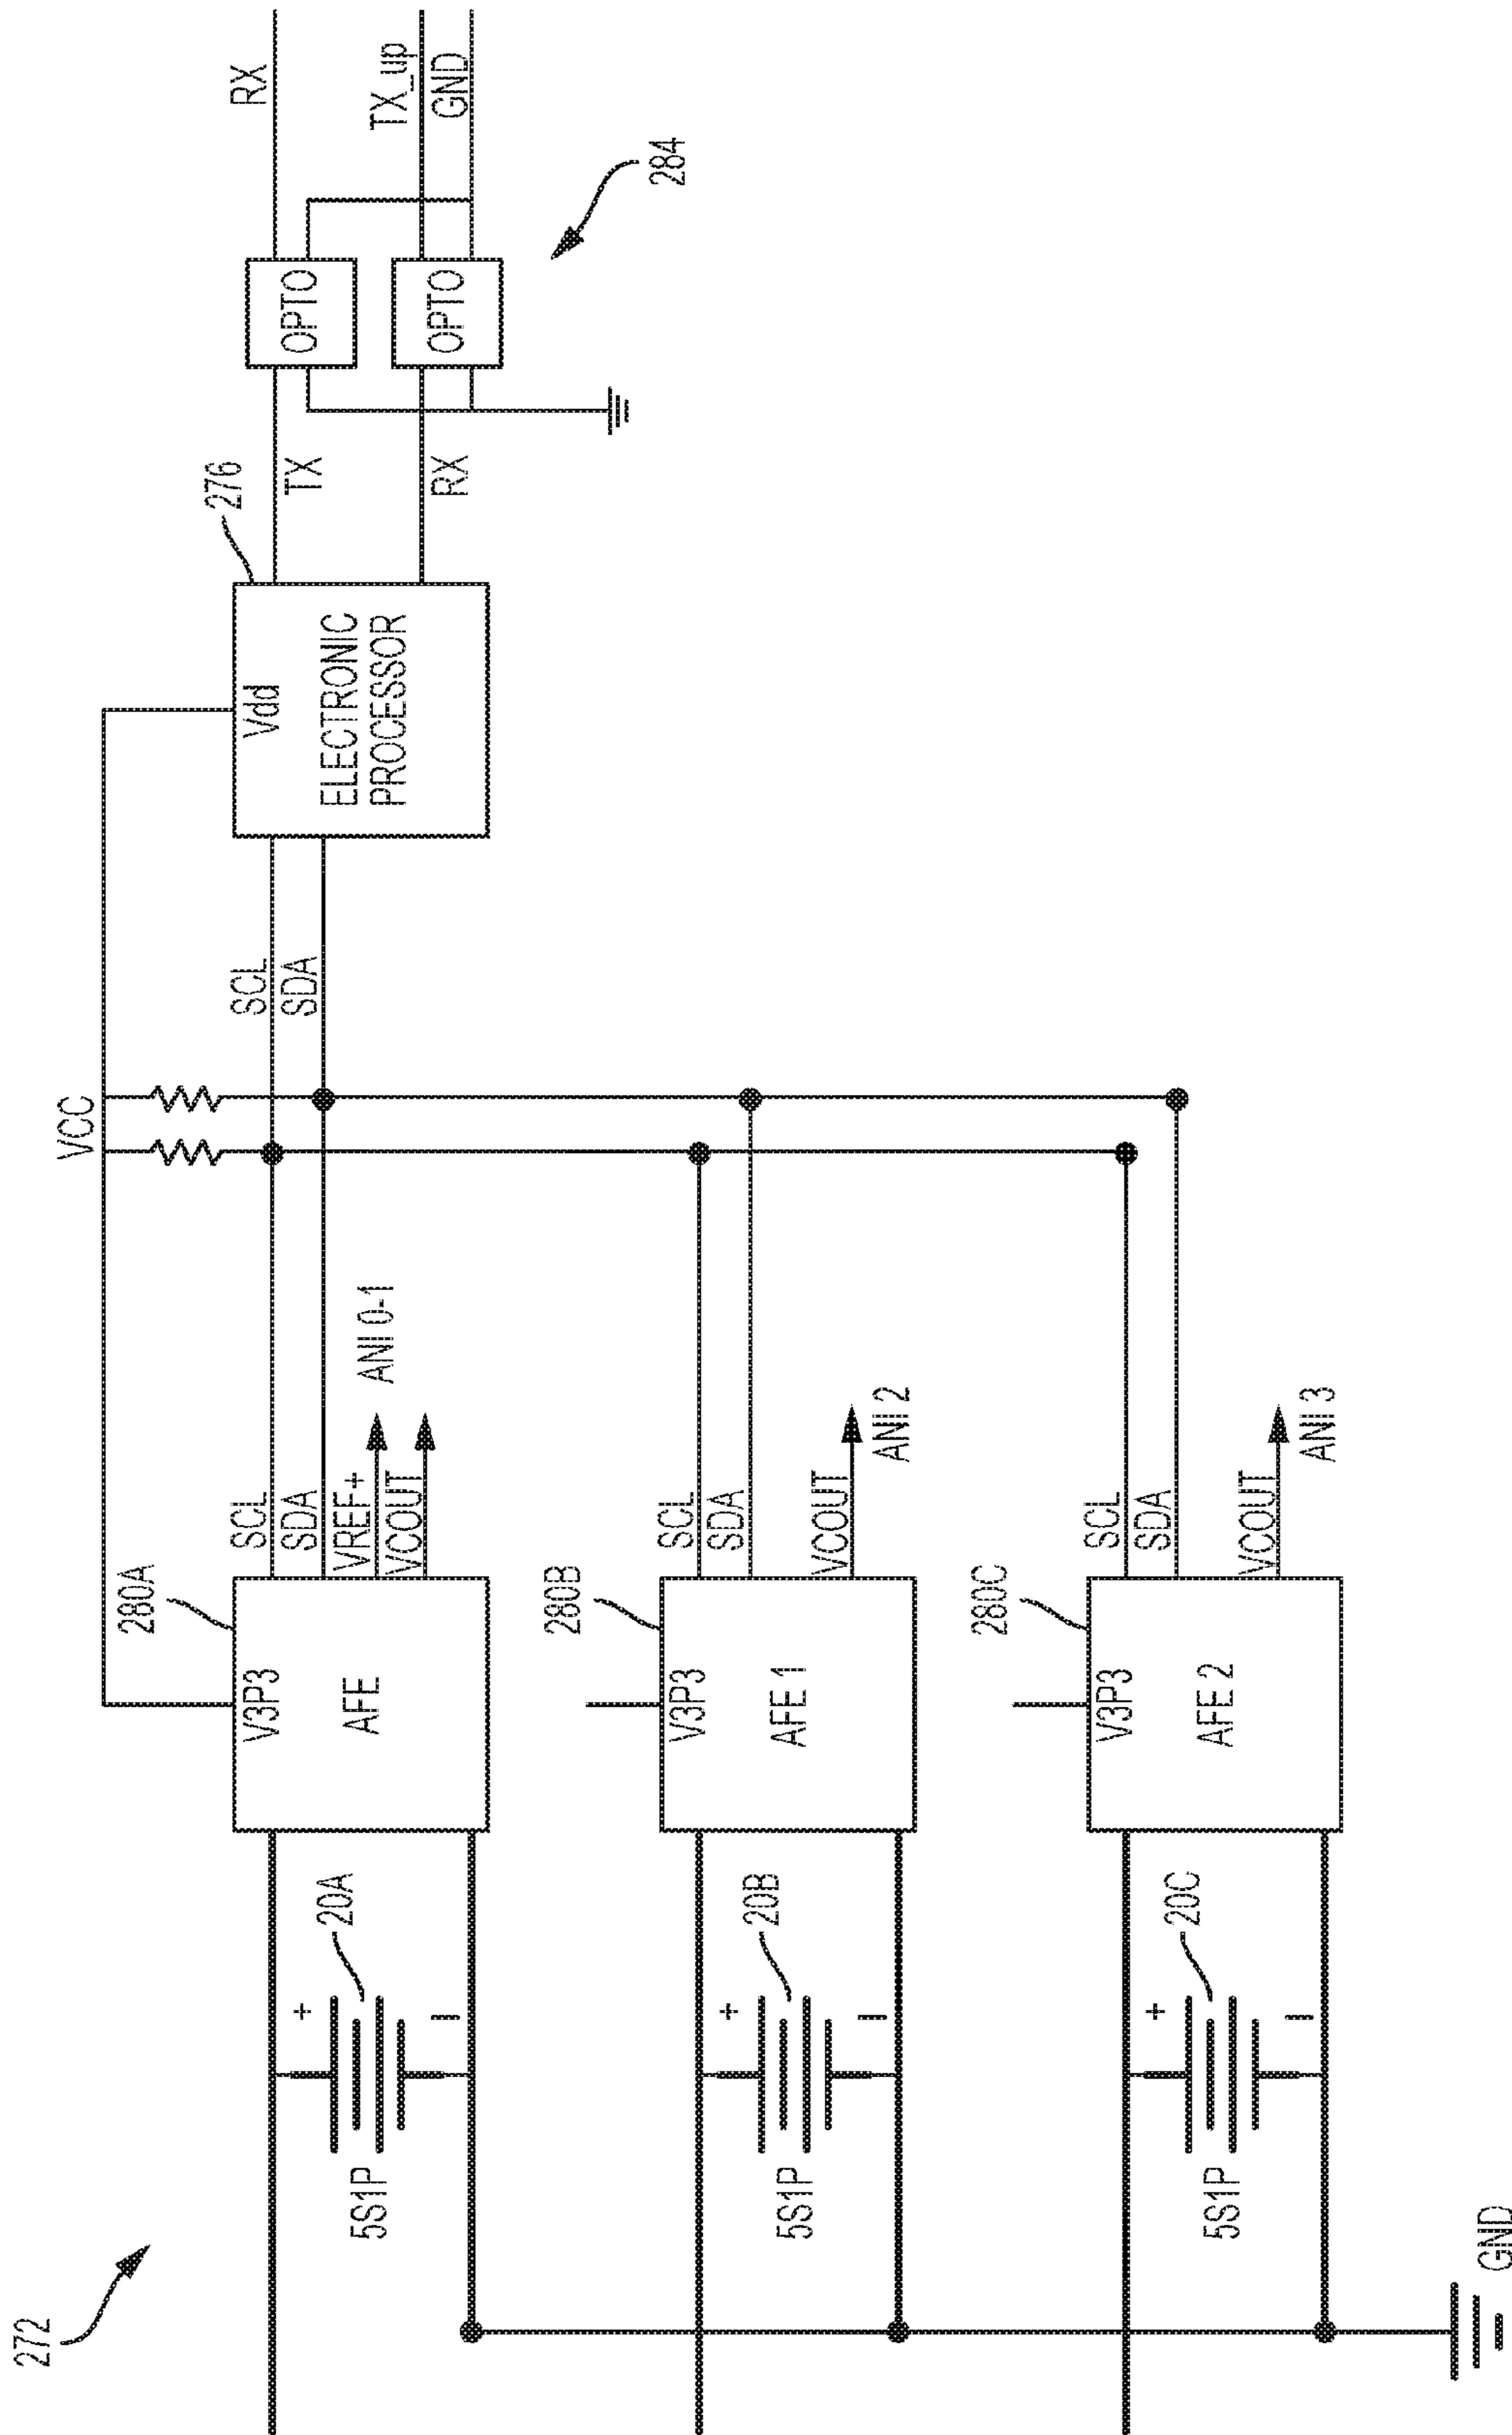 272
5S1P
+
-
20A
280A
V3P3
AFE
SCL
SDA
VREF+
VCOUT
ANI 0-1
VCC
SCL
SDA
276
Vdd
ELECTRONIC
PROCESSOR
TX
RX
OPTO
OPTO
RX
TX_up
GND
284
5S1P
+
-
20B
280B
V3P3
AFE 1
SCL
SDA
VCOUT
ANI 2
5S1P
+
-
20C
280C
V3P3
AFE 2
SCL
SDA
VCOUT
ANI 3
GND